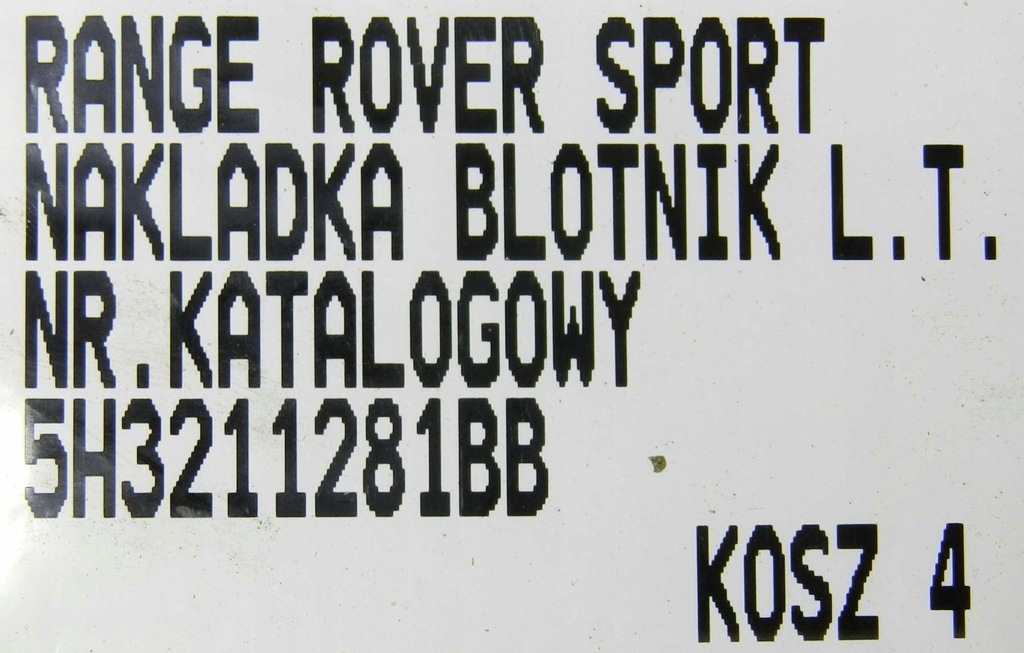 RANGE ROVER SPORT
NAKLADKA BLOTNIK L.T.
NR.KATALOGOWY
5H3211281BB
KOSZ 4